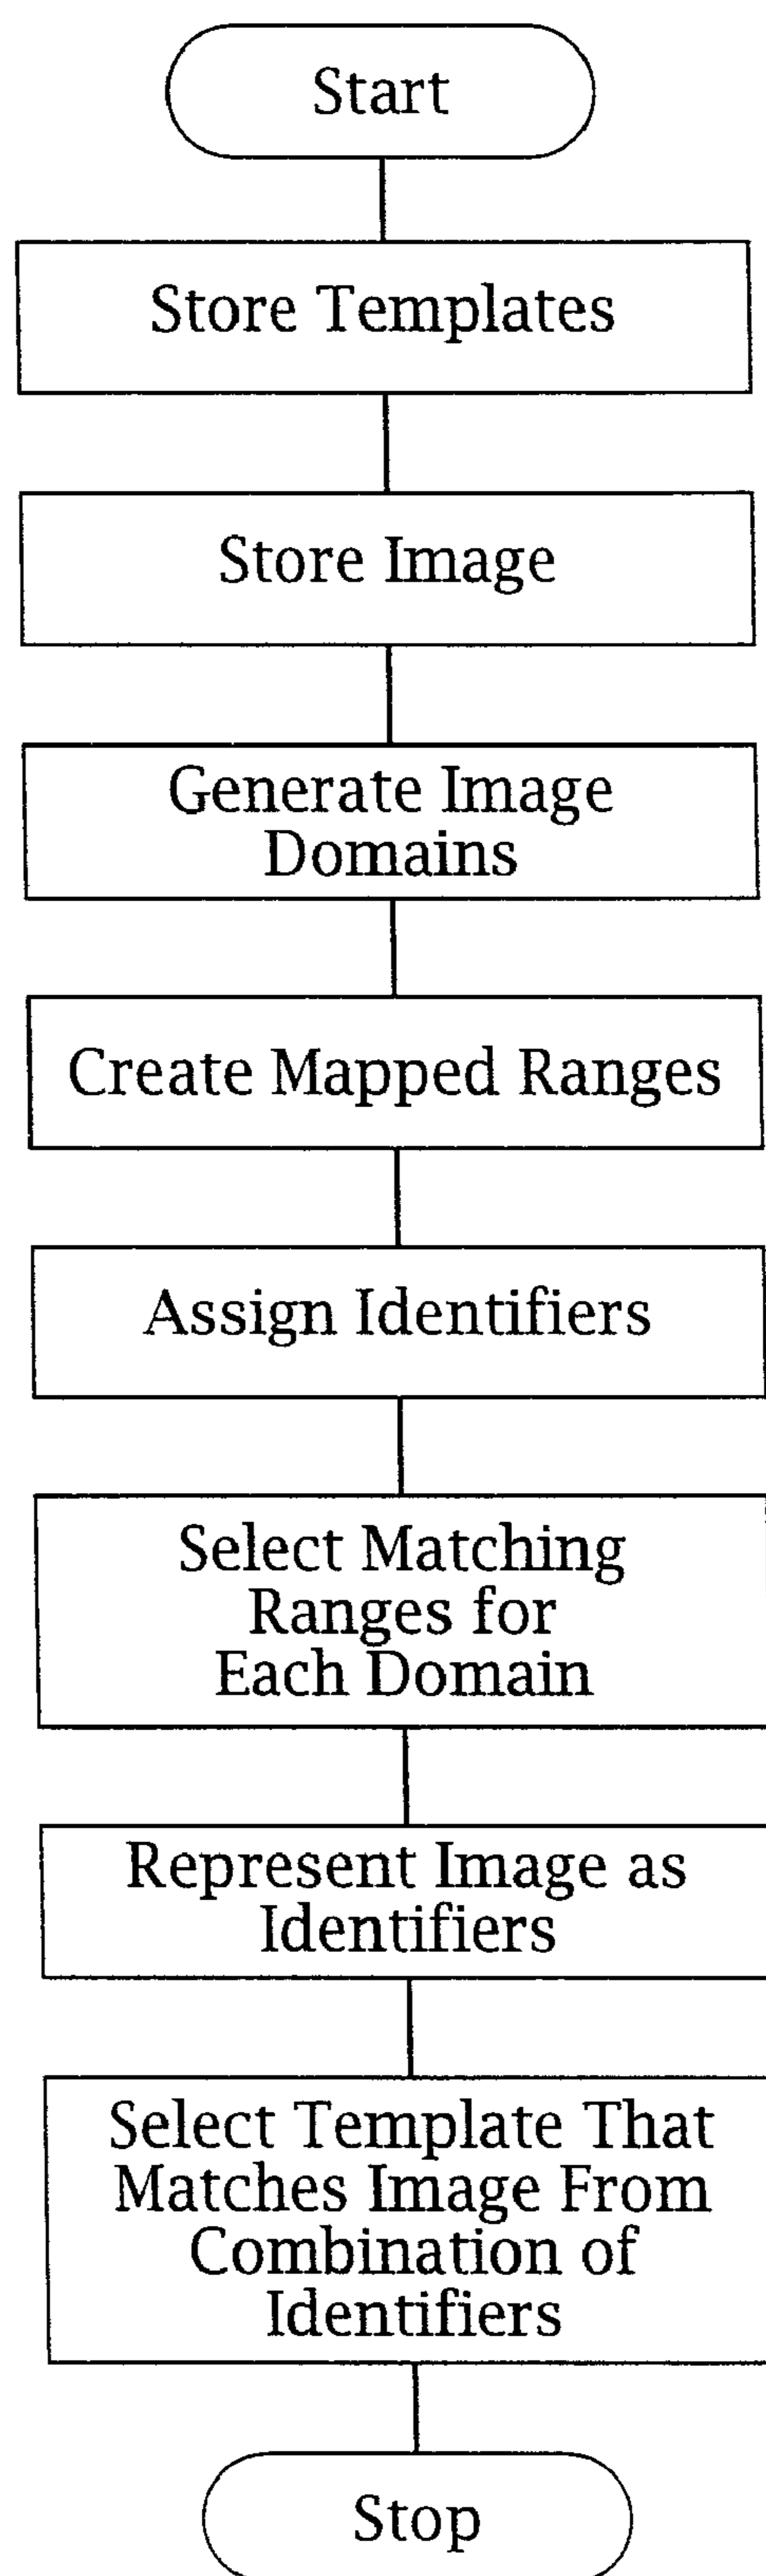 Start
Store Templates
Store Image
Generate Image
Domains
Create Mapped Ranges
Assign Identifiers
Select Matching
Ranges for
Each Domain
Represent Image as
Identifiers
Select Template That
Matches Image From
Combination of
Identifiers
Stop